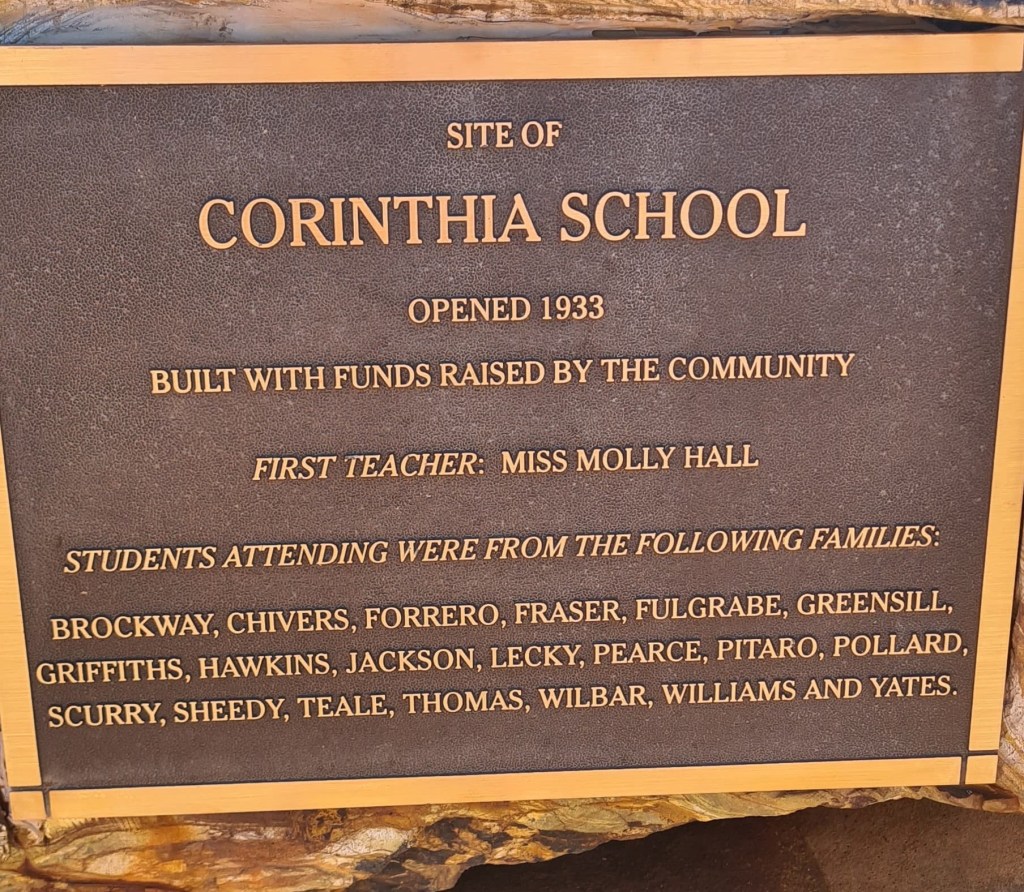 SITE OF
CORINTHIA SCHOOL
OPENED 1933
BUILT WITH FUNDS RAISED BY THE COMMUNITY
FIRST TEACHER: MISS MOLLY HALL
STUDENTS ATTENDING WERE FROM THE FOLLOWING FAMILIES:
BROCKWAY, CHIVERS, FORRERO, FRASER, FULGRABE, GREENSILL,
GRIFFITHS, HAWKINS, JACKSON, LECKY, PEARCE, PITARO, POLLARD,
SCURRY, SHEEDY, TEALE, THOMAS, WILBAR, WILLIAMS AND YATES.